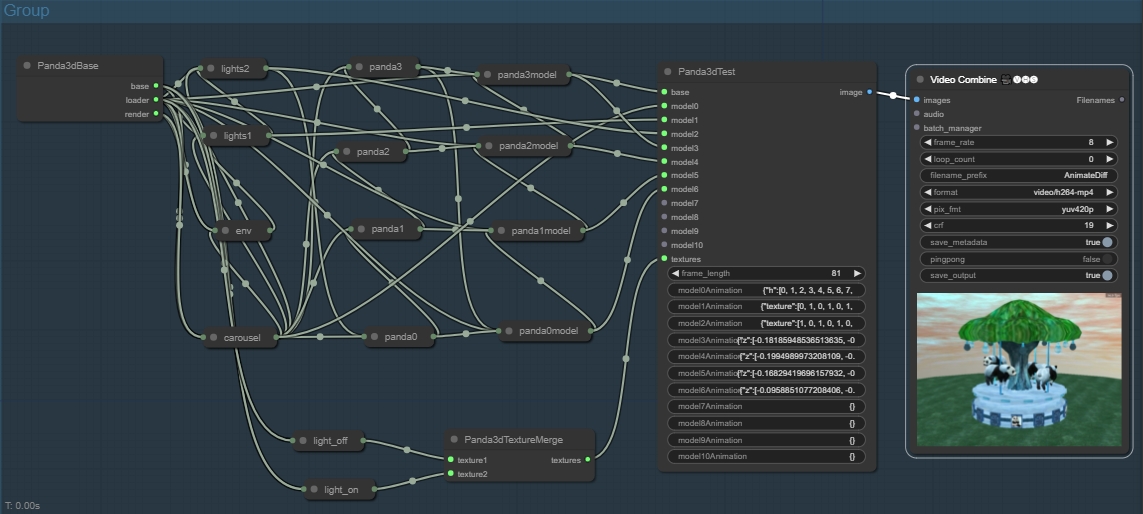 Group
Panda3dBase
base
loader
render
lights2
lights1
env
carousel
panda3
panda2
panda1
panda0
panda3model
panda2model
panda1model
panda0model
light_off
light_on
Panda3dTextureMerge
texture1
texture2
textures
Panda3dTest
image
base
model0
model1
model2
model3
model4
model5
model6
model7
model8
model9
model10
textures
frame_length 81
model0Animation {"h":[0, 1, 2, 3, 4, 5, 6, 7,
model1Animation {"texture":[0, 1, 0, 1, 0, 1,
model2Animation {"texture":[1, 0, 1, 0, 1, 0,
model3Animatio {"z":[-0.18185948536513635, -0.
model4Animatio {"z":[-0.1994989973208109, -0.
model5Animatio {"z":[-0.16829419696157932, -0.
model6Animatio {"z":[-0.0958851077208406, -0.
model7Animation {}
model8Animation {}
model9Animation {}
model10Animation {}
Video Combine 🎥🅥🅗🅢
images Filenames
audio
batch_manager
frame_rate 8
loop_count 0
filename_prefix AnimateDiff
format video/h264-mp4
pix_fmt yuv420p
crf 19
save_metadata true
pingpong false
save_output true
T: 0.00s